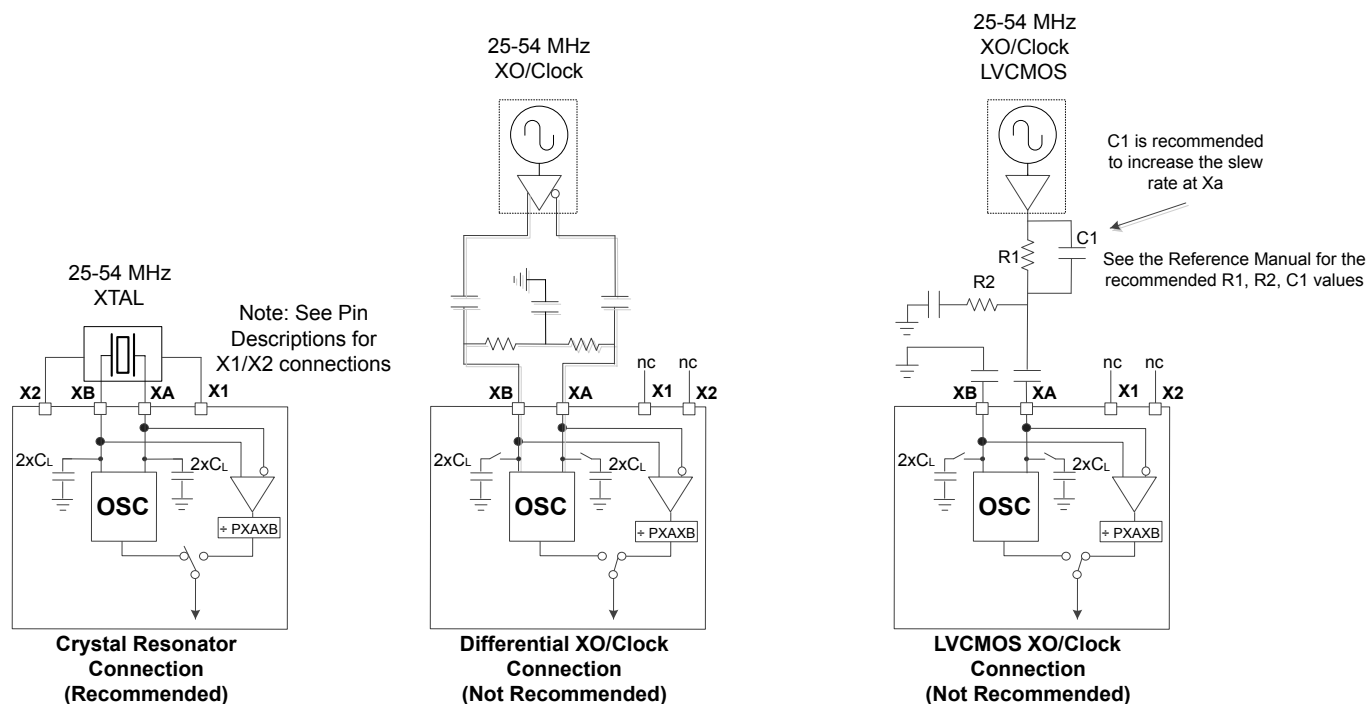 25-54 MHz
XTAL
Note: See Pin
Descriptions for
X1/X2 connections
X2 XB XA X1
2xCL 2xCL
OSC
÷ PXAXB
Crystal Resonator
Connection
(Recommended)
25-54 MHz
XO/Clock
nc nc
XB XA X1 X2
2xCL 2xCL
OSC
÷ PXAXB
Differential XO/Clock
Connection
(Not Recommended)
25-54 MHz
XO/Clock
LVCMOS
C1 is recommended
to increase the slew
rate at Xa
R1 C1
See the Reference Manual for the
recommended R1, R2, C1 values
R2
nc nc
XB XA X1 X2
2xCL 2xCL
OSC
÷ PXAXB
LVCMOS XO/Clock
Connection
(Not Recommended)